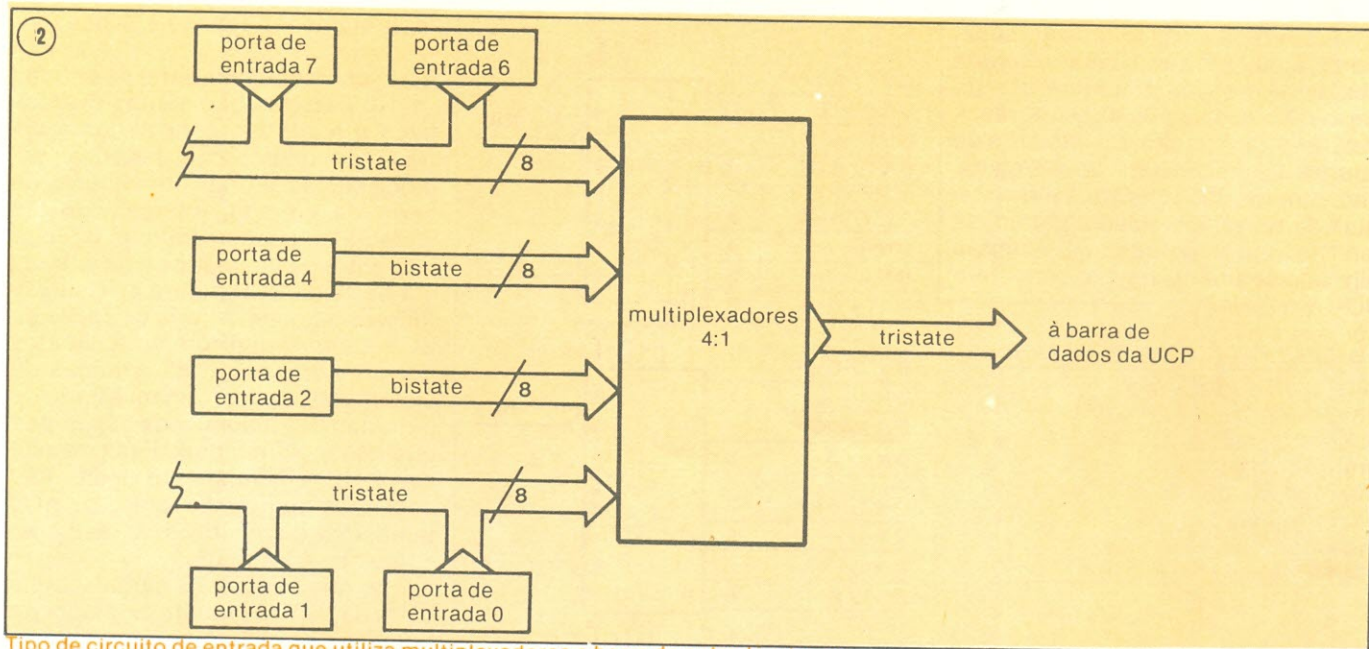 2
porta de
entrada 7
porta de
entrada 6
tristate
8
porta de
entrada 4
bistate
8
multiplexadores
4:1
tristate
à barra de
dados da UCP
porta de
entrada 2
bistate
8
tristate
8
porta de
entrada 1
porta de
entrada 0
Tipo de circuito de entrada que utiliza multiplexadores